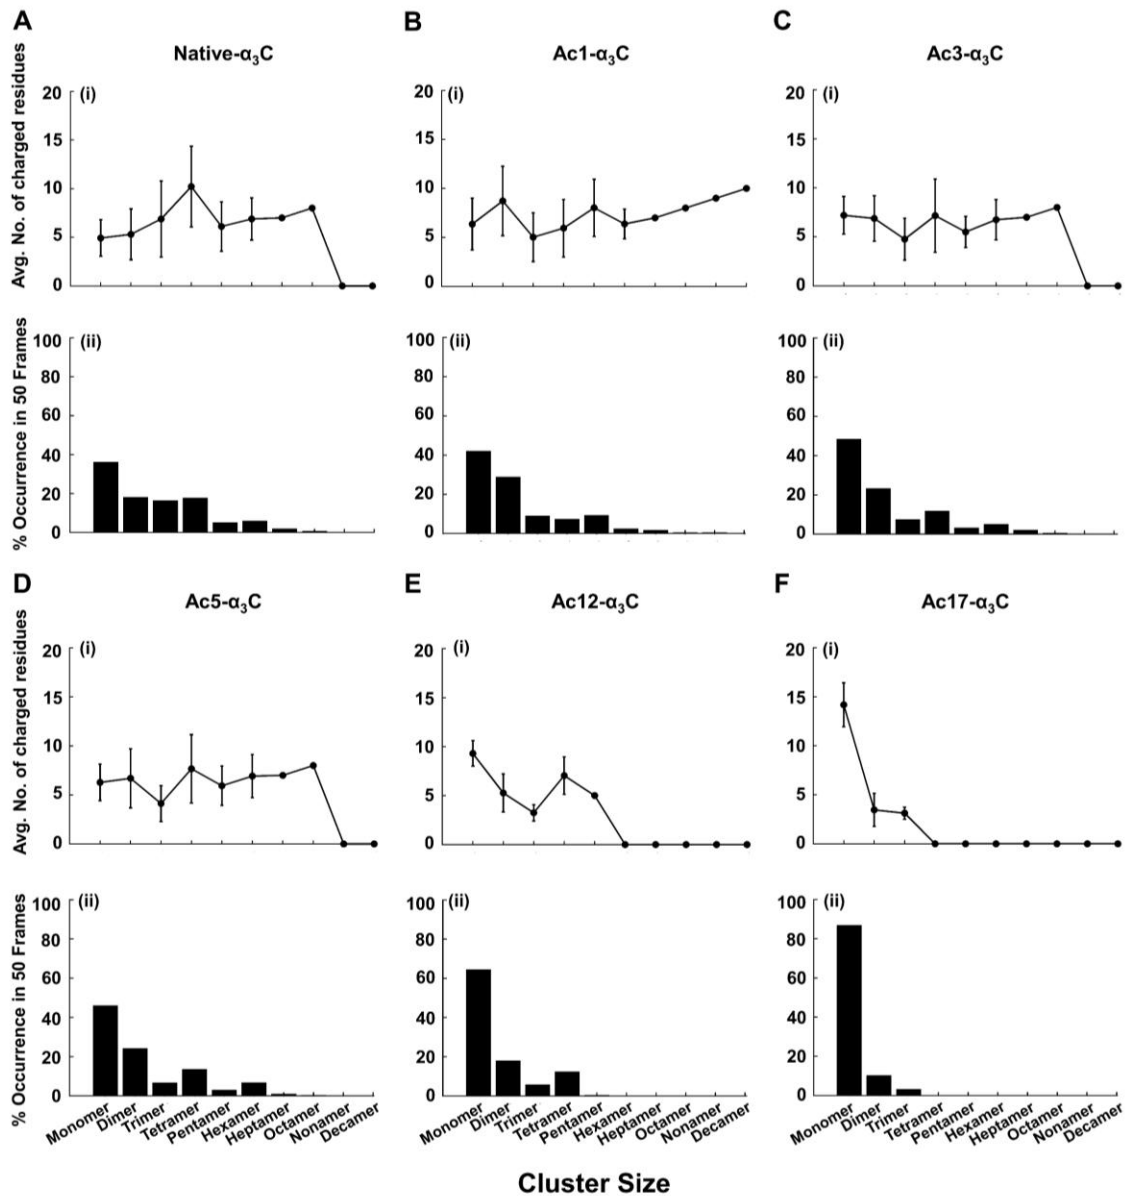 A
B
C
Native-α₃C
Ac1-α₃C
Ac3-α₃C
Avg. No. of charged residues
20
15
10
5
0
(i)
20
15
10
5
0
(i)
20
15
10
5
0
(i)
% Occurrence in 50 Frames
100
80
60
40
20
0
(ii)
100
80
60
40
20
0
(ii)
100
80
60
40
20
0
(ii)
D
E
F
Ac5-α₃C
Ac12-α₃C
Ac17-α₃C
Avg. No. of charged residues
20
15
10
5
0
(i)
20
15
10
5
0
(i)
20
15
10
5
0
(i)
% Occurrence in 50 Frames
100
80
60
40
20
0
(ii)
Monomer
Dimer
Trimer
Tetramer
Pentamer
Hexamer
Heptamer
Octamer
Nonamer
Decamer
100
80
60
40
20
0
(ii)
Monomer
Dimer
Trimer
Tetramer
Pentamer
Hexamer
Heptamer
Octamer
Nonamer
Decamer
100
80
60
40
20
0
(ii)
Monomer
Dimer
Trimer
Tetramer
Pentamer
Hexamer
Heptamer
Octamer
Nonamer
Decamer
Cluster Size